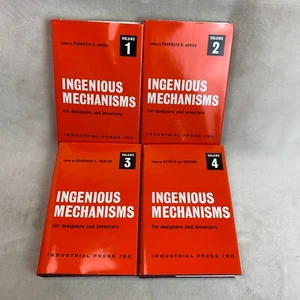 Edited by FRANKLIN D. JONES
VOLUME
1
INGENIOUS
MECHANISMS
For designers and inventors
INDUSTRIAL PRESS INC.
Edited by FRANKLIN D. JONES
VOLUME
2
INGENIOUS
MECHANISMS
For designers and inventors
INDUSTRIAL PRESS INC.
Edited by HOLBROOK L. HORTON
VOLUME
3
INGENIOUS
MECHANISMS
For designers and inventors
INDUSTRIAL PRESS INC.
Edited by
VOLUME
4
INGENIOUS
MECHANISMS
For designers and inventors
INDUSTRIAL PRESS INC.